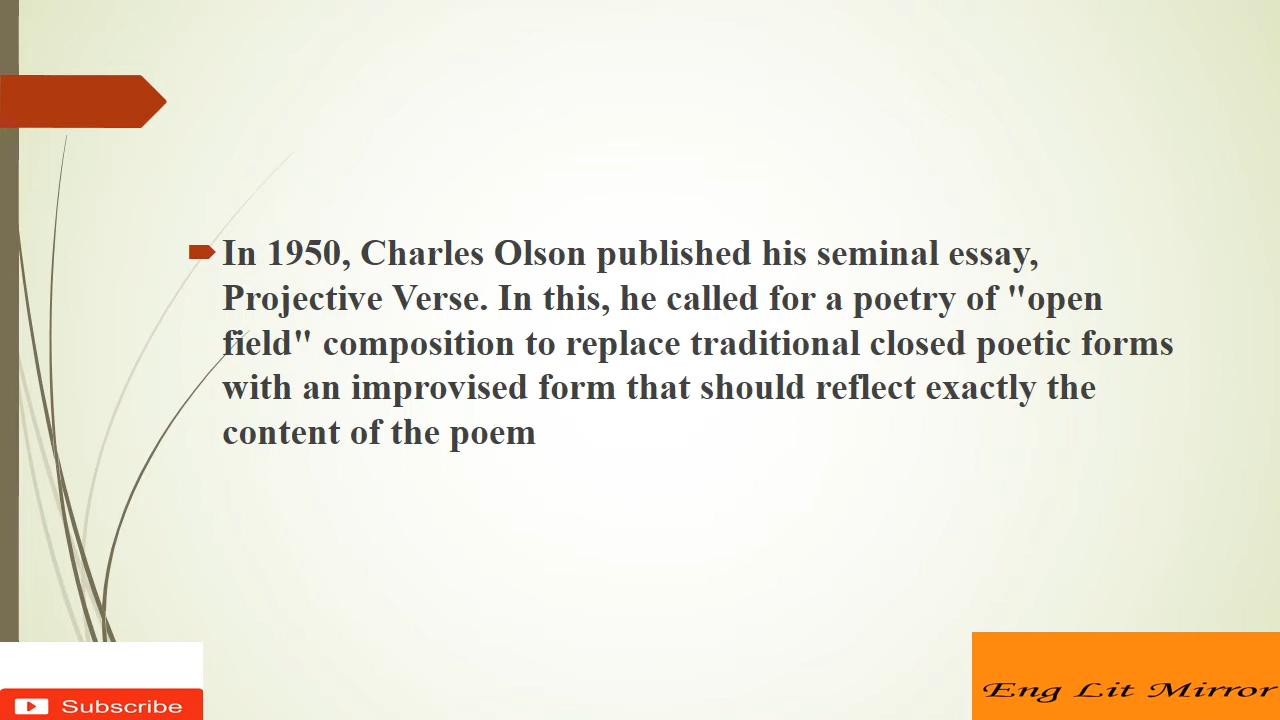 In 1950, Charles Olson published his seminal essay,
Projective Verse. In this, he called for a poetry of "open
field" composition to replace traditional closed poetic forms
with an improvised form that should reflect exactly the
content of the poem
Subscribe
Eng Lit Mirror